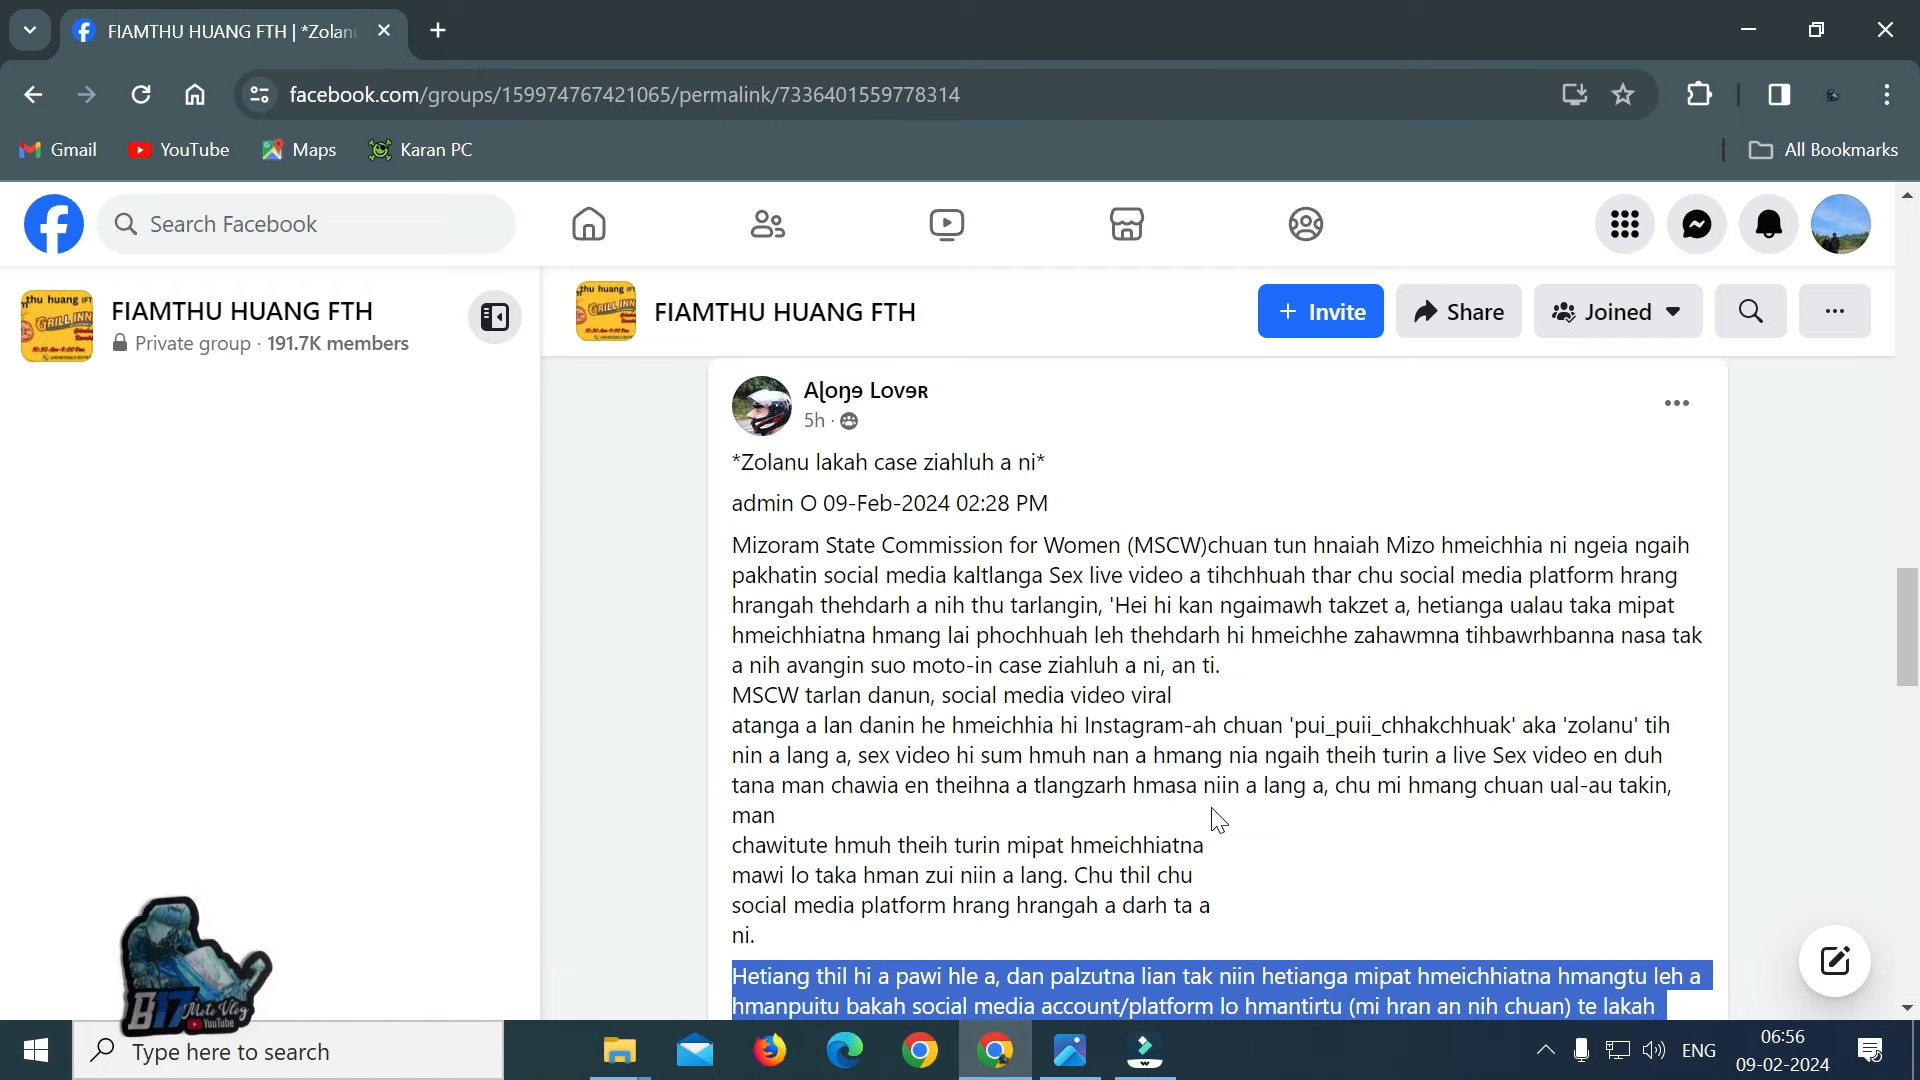 FIAMTHU HUANG FTH | *Zolanu
facebook.com/groups/159974767421065/permalink/7336401559778314
Gmail
YouTube
Maps
Karan PC
All Bookmarks
Search Facebook
FIAMTHU HUANG FTH
Private group · 191.7K members
thu huang
GRILL INN
FIAMTHU HUANG FTH
Invite
Share
Joined
Aʅoŋɘ LovɘЯ
5h ·
*Zolanu lakah case ziahluh a ni*
admin O 09-Feb-2024 02:28 PM
Mizoram State Commission for Women (MSCW)chuan tun hnaiah Mizo hmeichhia ni ngeia ngaih
pakhatin social media kaltlanga Sex live video a tihchhuah thar chu social media platform hrang
hrangah thehdarh a nih thu tarlangin, 'Hei hi kan ngaimawh takzet a, hetianga ualau taka mipat
hmeichhiatna hmang lai phochhuah leh thehdarh hi hmeichhe zahawmna tihbawrhbanna nasa tak
a nih avangin suo moto-in case ziahluh a ni, an ti.
MSCW tarlan danun, social media video viral
atanga a lan danin he hmeichhia hi Instagram-ah chuan 'pui_puii_chhakchhuak' aka 'zolanu' tih
nin a lang a, sex video hi sum hmuh nan a hmang nia ngaih theih turin a live Sex video en duh
tana man chawia en theihna a tlangzarh hmasa niin a lang a, chu mi hmang chuan ual-au takin,
man
chawitute hmuh theih turin mipat hmeichhiatna
mawi lo taka hman zui niin a lang. Chu thil chu
social media platform hrang hrangah a darh ta a
ni.
Hetiang thil hi a pawi hle a, dan palzutna lian tak niin hetianga mipat hmeichhiatna hmangtu leh a
hmanpuitu bakah social media account/platform lo hmantirtu (mi hran an nih chuan) te lakah
B17 Moto Vlog
YouTube
Type here to search
ENG
06:56
09-02-2024